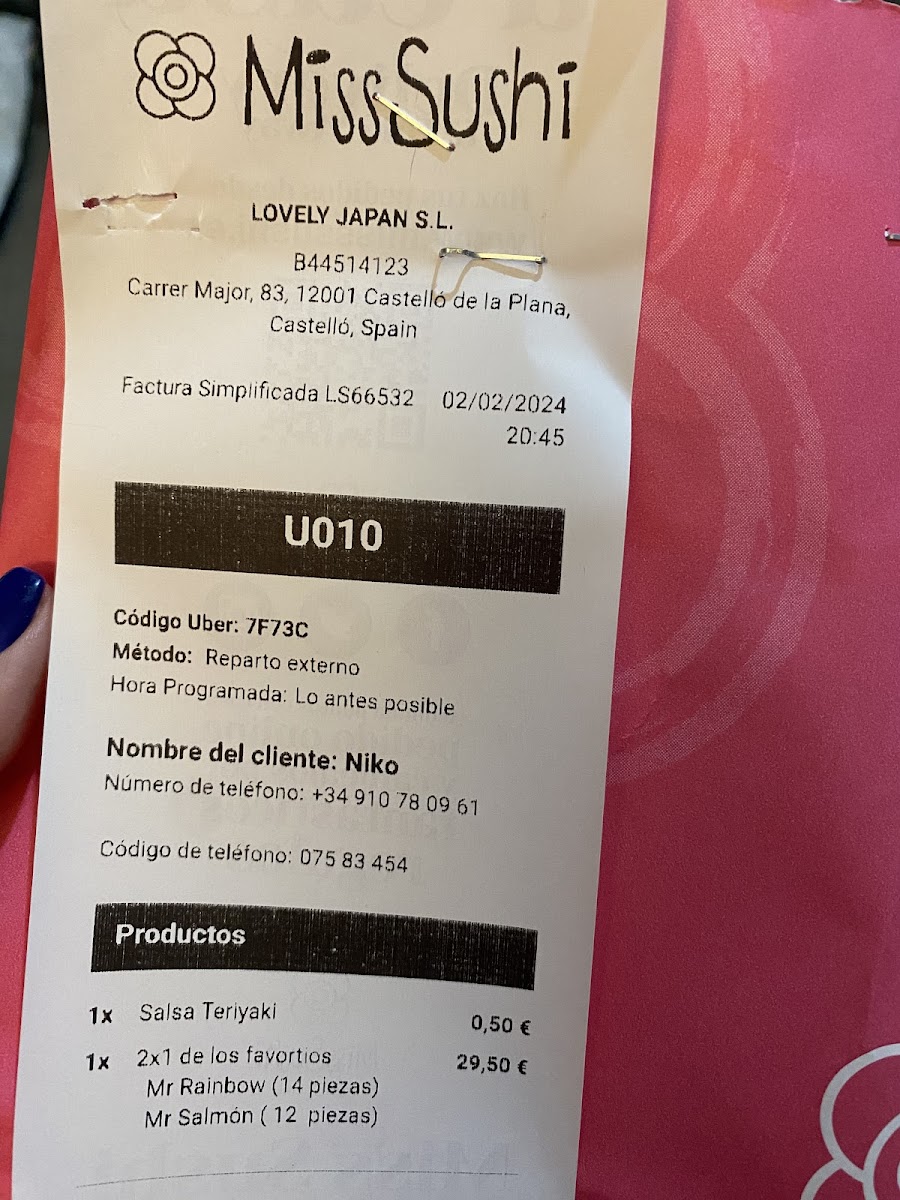 MissSushi
LOVELY JAPAN S.L.
B44514123
Carrer Major, 83, 12001 Castelló de la Plana,
Castelló, Spain
Factura Simplificada LS66532 02/02/2024
20:45
U010
Código Uber: 7F73C
Método: Reparto externo
Hora Programada: Lo antes posible
Nombre del cliente: Niko
Número de teléfono: +34 910 78 09 61
Código de teléfono: 075 83 454
Productos
1x Salsa Teriyaki 0,50 €
1x 2x1 de los favortios 29,50 €
Mr Rainbow (14 piezas)
Mr Salmón ( 12 piezas)